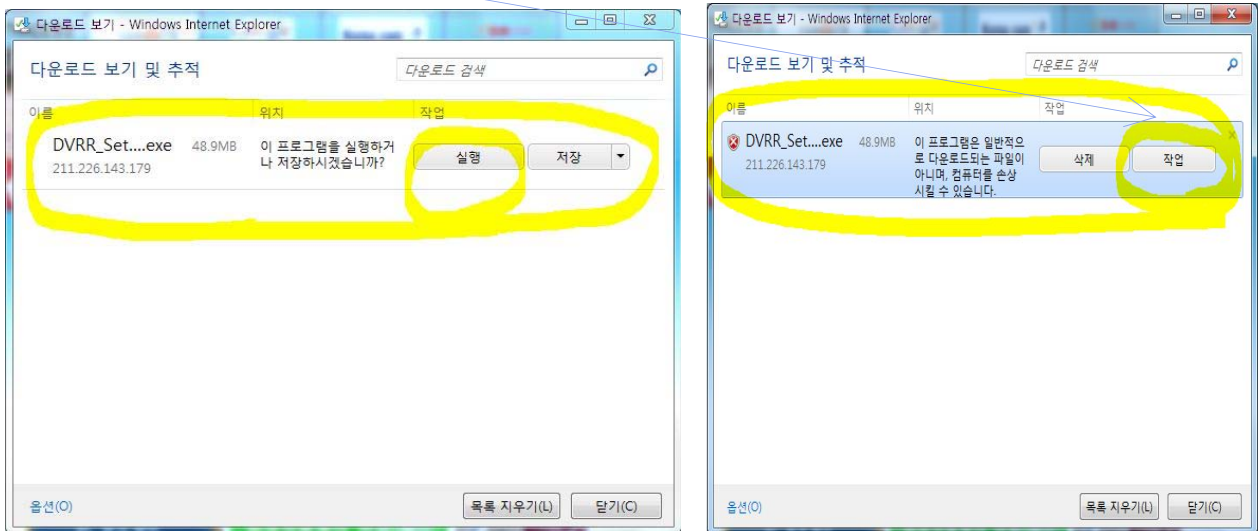 다운로드 보기 - Windows Internet Explorer
다운로드 보기 및 추적
다운로드 검색
이름 위치 작업
DVRR_Set....exe 48.9MB
211.226.143.179
이 프로그램을 실행하거
나 저장하시겠습니까?
실행 저장
옵션(O) 목록 지우기(L) 닫기(C)
다운로드 보기 - Windows Internet Explorer
다운로드 보기 및 추적
다운로드 검색
이름 위치 작업
DVRR_Set....exe 48.9MB
211.226.143.179
이 프로그램은 일반적으
로 다운로드되는 파일이
아니며, 컴퓨터를 손상
시킬 수 있습니다.
삭제 작업
옵션(O) 목록 지우기(L) 닫기(C)